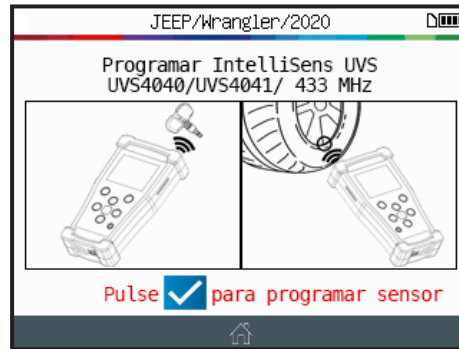 JEEP/Wrangler/2020
Programar IntelliSens UVS
UVS4040/UVS4041/ 433 MHz
Pulse para programar sensor